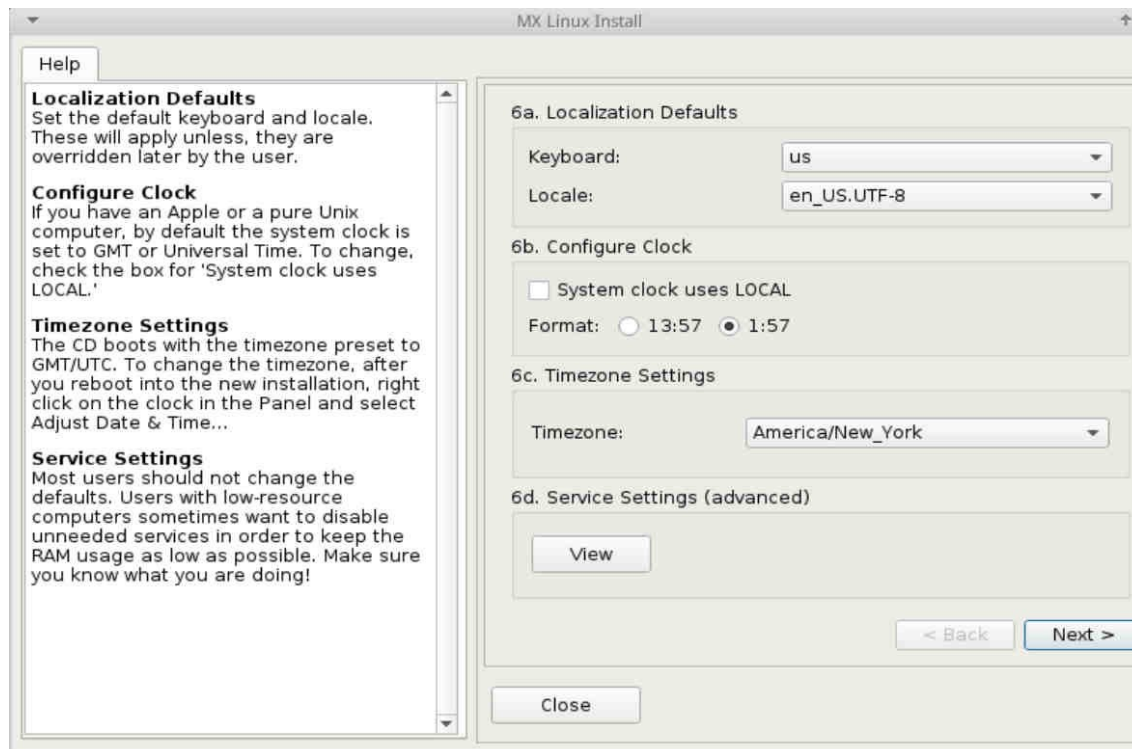 MX Linux Install
Help
Localization Defaults
Set the default keyboard and locale.
These will apply unless, they are
overridden later by the user.
Configure Clock
If you have an Apple or a pure Unix
computer, by default the system clock is
set to GMT or Universal Time. To change,
check the box for 'System clock uses
LOCAL.'
Timezone Settings
The CD boots with the timezone preset to
GMT/UTC. To change the timezone, after
you reboot into the new installation, right
click on the clock in the Panel and select
Adjust Date & Time...
Service Settings
Most users should not change the
defaults. Users with low-resource
computers sometimes want to disable
unneeded services in order to keep the
RAM usage as low as possible. Make sure
you know what you are doing!
6a. Localization Defaults
Keyboard: us
Locale: en_US.UTF-8
6b. Configure Clock
System clock uses LOCAL
Format: 13:57 1:57
6c. Timezone Settings
Timezone: America/New_York
6d. Service Settings (advanced)
View
< Back Next >
Close